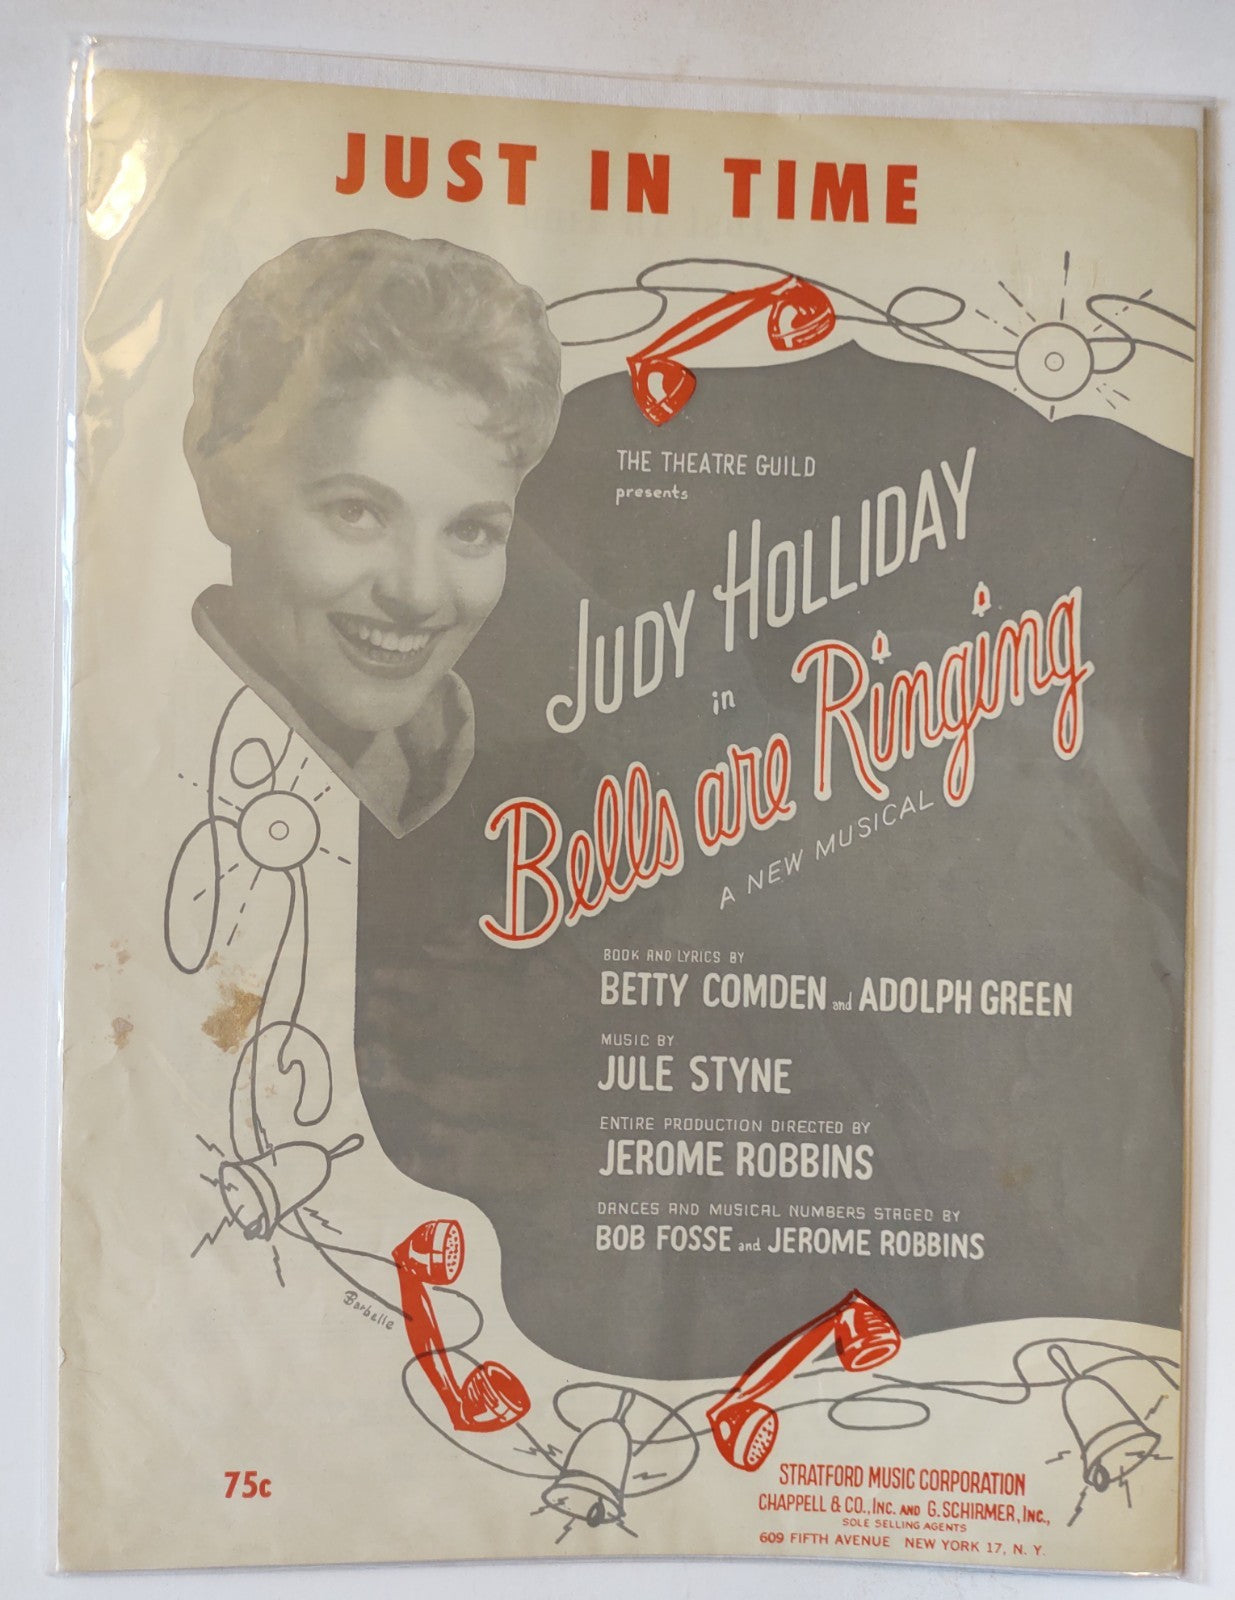 JUST IN TIME
THE THEATRE GUILD
presents
JUDY HOLLIDAY
in
Bells are Ringing
A NEW MUSICAL
BOOK AND LYRICS BY
BETTY COMDEN and ADOLPH GREEN
MUSIC BY
JULE STYNE
ENTIRE PRODUCTION DIRECTED BY
JEROME ROBBINS
DANCES AND MUSICAL NUMBERS STAGED BY
BOB FOSSE and JEROME ROBBINS
Barbelle
75c
STRATFORD MUSIC CORPORATION
CHAPPELL & CO., INC. AND G. SCHIRMER, INC.,
SOLE SELLING AGENTS
609 FIFTH AVENUE NEW YORK 17, N. Y.